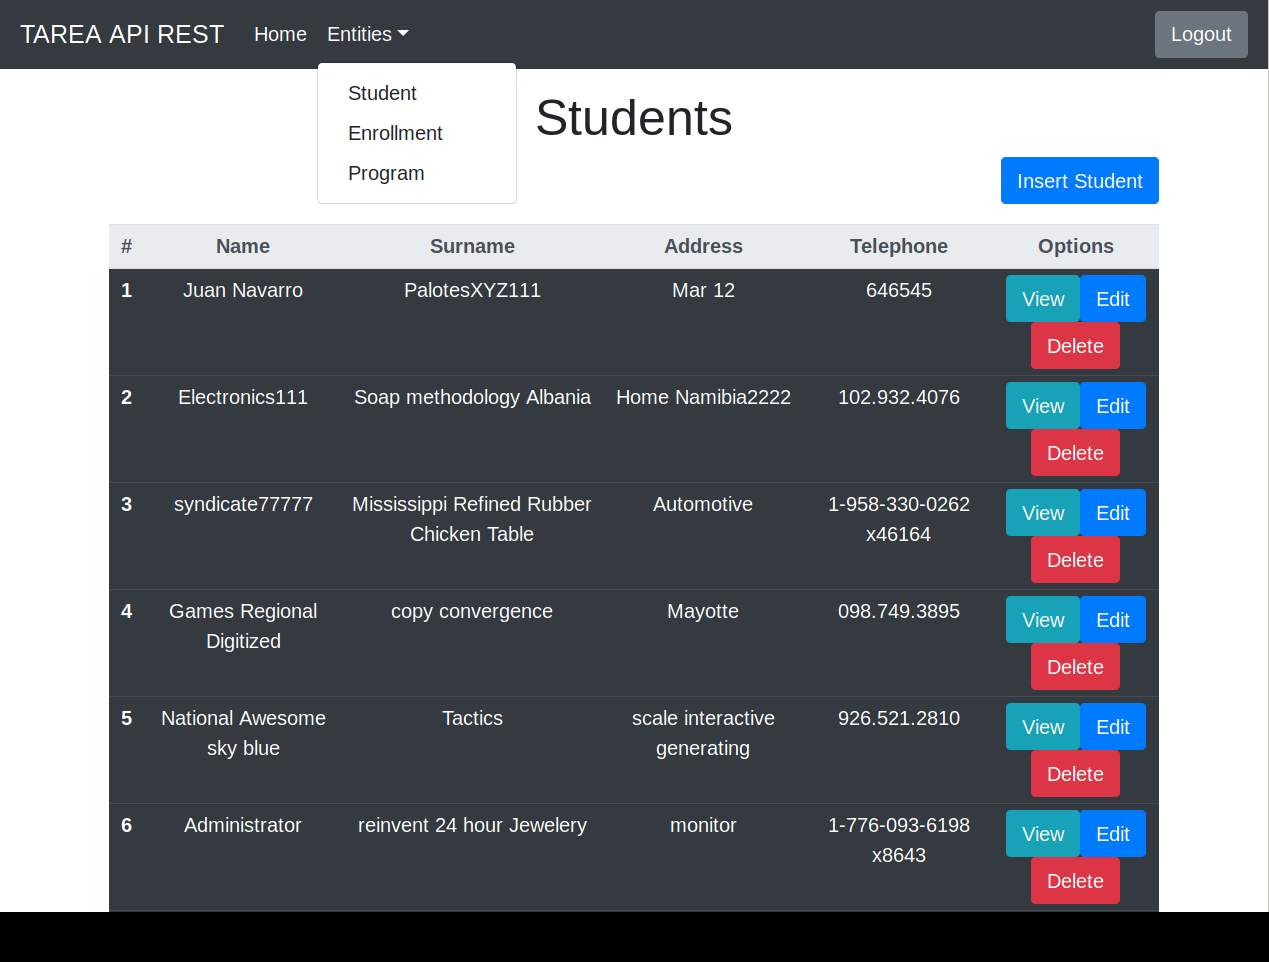 TAREA API REST Home Entities Logout
Student
Enrollment
Program
Students
Insert Student
# Name Surname Address Telephone Options
1 Juan Navarro PalotesXYZ111 Mar 12 646545 View Edit
Delete
2 Electronics111 Soap methodology Albania Home Namibia2222 102.932.4076 View Edit
Delete
3 syndicate77777 Mississippi Refined Rubber Automotive 1-958-330-0262 View Edit
Chicken Table x46164
Delete
4 Games Regional copy convergence Mayotte 098.749.3895 View Edit
Digitized
Delete
5 National Awesome Tactics scale interactive 926.521.2810 View Edit
sky blue generating
Delete
6 Administrator reinvent 24 hour Jewelery monitor 1-776-093-6198 View Edit
x8643
Delete